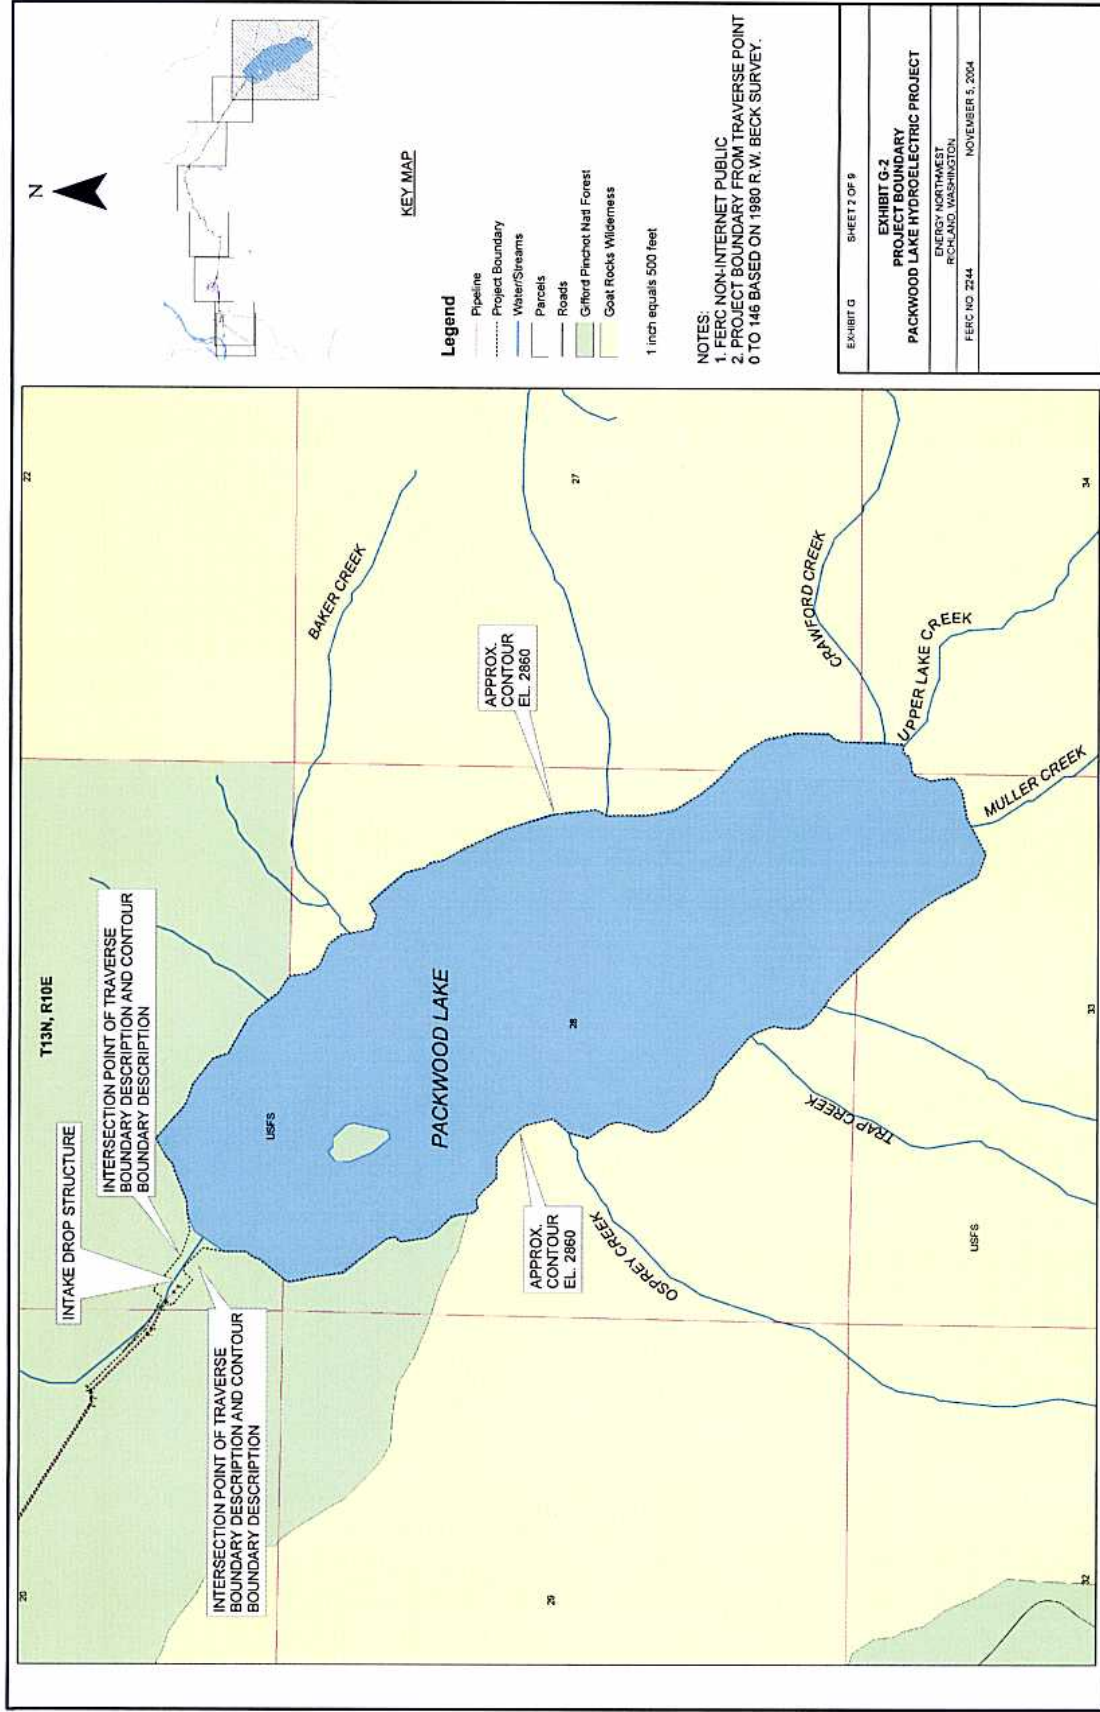 22
T13N, R10E
20
INTAKE DROP STRUCTURE
INTERSECTION POINT OF TRAVERSE
BOUNDARY DESCRIPTION AND CONTOUR
BOUNDARY DESCRIPTION
INTERSECTION POINT OF TRAVERSE
BOUNDARY DESCRIPTION AND CONTOUR
BOUNDARY DESCRIPTION
BAKER CREEK
USFS
PACKWOOD LAKE
APPROX.
CONTOUR
EL. 2860
APPROX.
CONTOUR
EL. 2860
29
28
27
OSPREY CREEK
TRAP CREEK
CRAWFORD CREEK
UPPER LAKE CREEK
MULLER CREEK
USFS
32
33
34
N
KEY MAP
Legend
Pipeline
Project Boundary
Water/Streams
Parcels
Roads
Gifford Pinchot Natl Forest
Goat Rocks Wilderness
1 inch equals 500 feet
NOTES:
1. FERC NON-INTERNET PUBLIC
2. PROJECT BOUNDARY FROM TRAVERSE POINT
0 TO 146 BASED ON 1980 R.W. BECK SURVEY.
EXHIBIT G SHEET 2 OF 9
EXHIBIT G-2
PROJECT BOUNDARY
PACKWOOD LAKE HYDROELECTRIC PROJECT
ENERGY NORTHWEST
RICHLAND, WASHINGTON
FERC NO. 2244 NOVEMBER 5, 2004